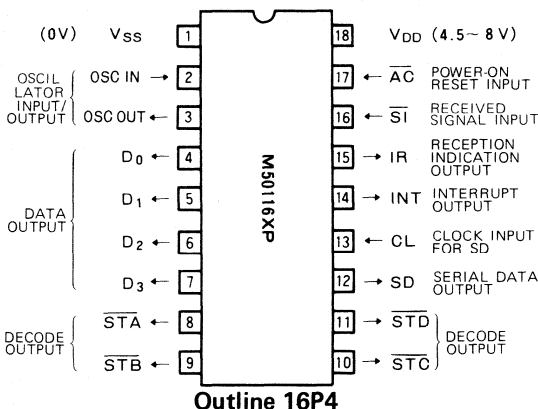 (0V) VSS 1 18 VDD (4.5~ 8V)
OSCIL
LATOR
INPUT/
OUTPUT
OSC IN → 2
OSC OUT ← 3
17 ← AC POWER-ON
RESET INPUT
16 ← SI RECEIVED
SIGNAL INPUT
DATA
OUTPUT
D0 ← 4
D1 ← 5
D2 ← 6
D3 ← 7
M50116XP
15 → IR RECEPTION
INDICATION
OUTPUT
14 → INT INTERRUPT
OUTPUT
13 ← CL CLOCK INPUT
FOR SD
12 → SD SERIAL DATA
OUTPUT
DECODE
OUTPUT
STA ← 8
STB ← 9
11 → STD
10 → STC
DECODE
OUTPUT
Outline 16P4